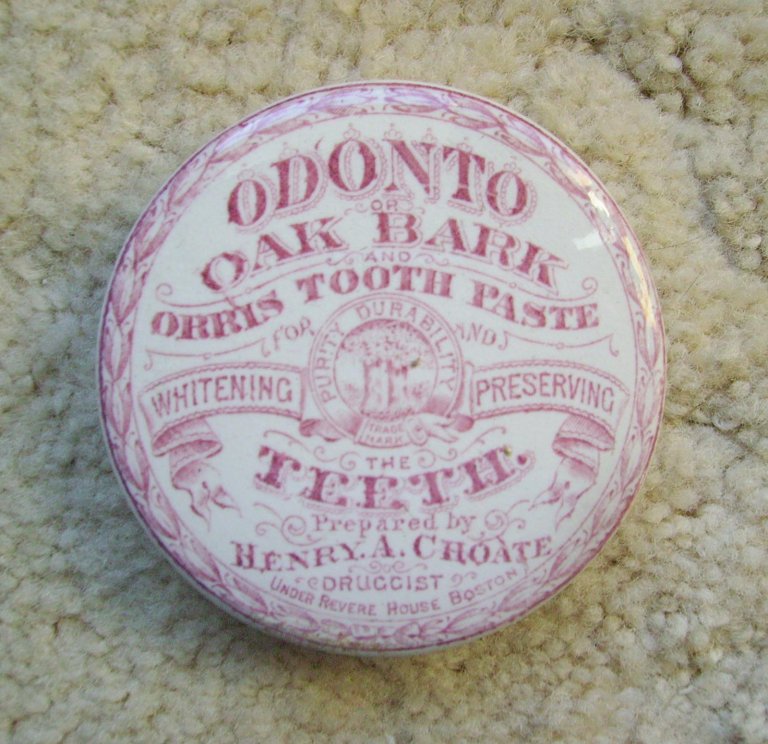 ODONTO
OR
OAK BARK
AND
ORRIS TOOTH PASTE
FOR AND
PURITY DURABILITY
WHITENING PRESERVING
TRADE
MARK
THE
TEETH.
Prepared by
HENRY. A. CHOATE
DRUGGIST
UNDER REVERE HOUSE BOSTON